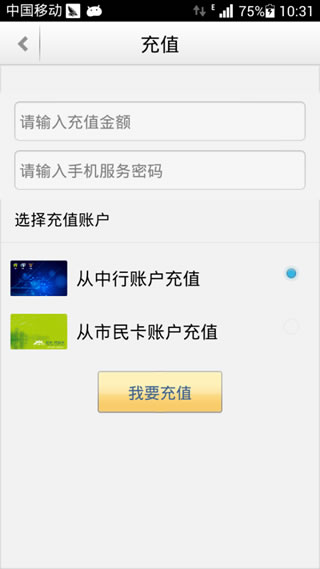 中国移动 E 75% 10:31
充值
请输入充值金额
请输入手机服务密码
选择充值账户
从中行账户充值
从市民卡账户充值
我要充值